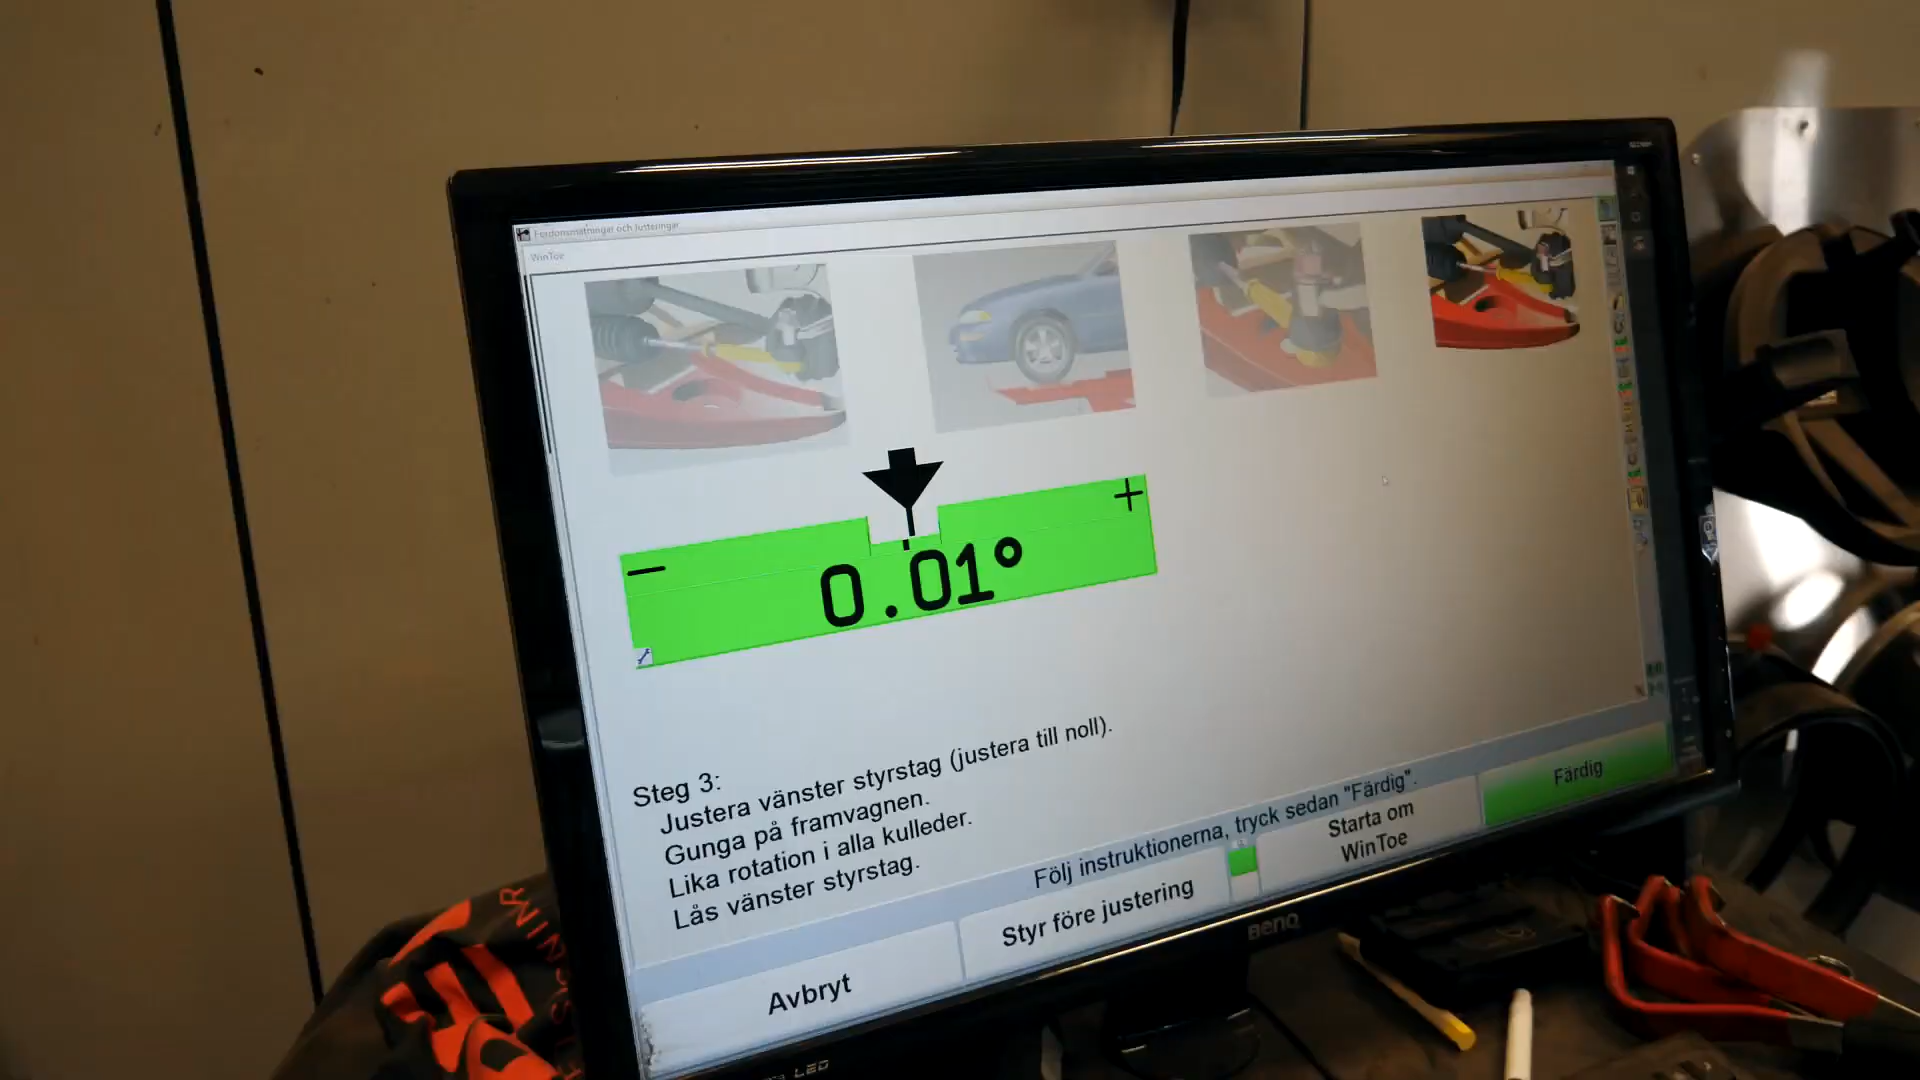 Fordonsmätningar och Justeringar
WinToe
−
+
0.01°
Steg 3:
Justera vänster styrstag (justera till noll).
Gunga på framvagnen.
Lika rotation i alla kulleder.
Lås vänster styrstag.
Följ instruktionerna, tryck sedan "Färdig".
Avbryt
Styr före justering
Starta om
WinToe
Färdig
BenQ
LED